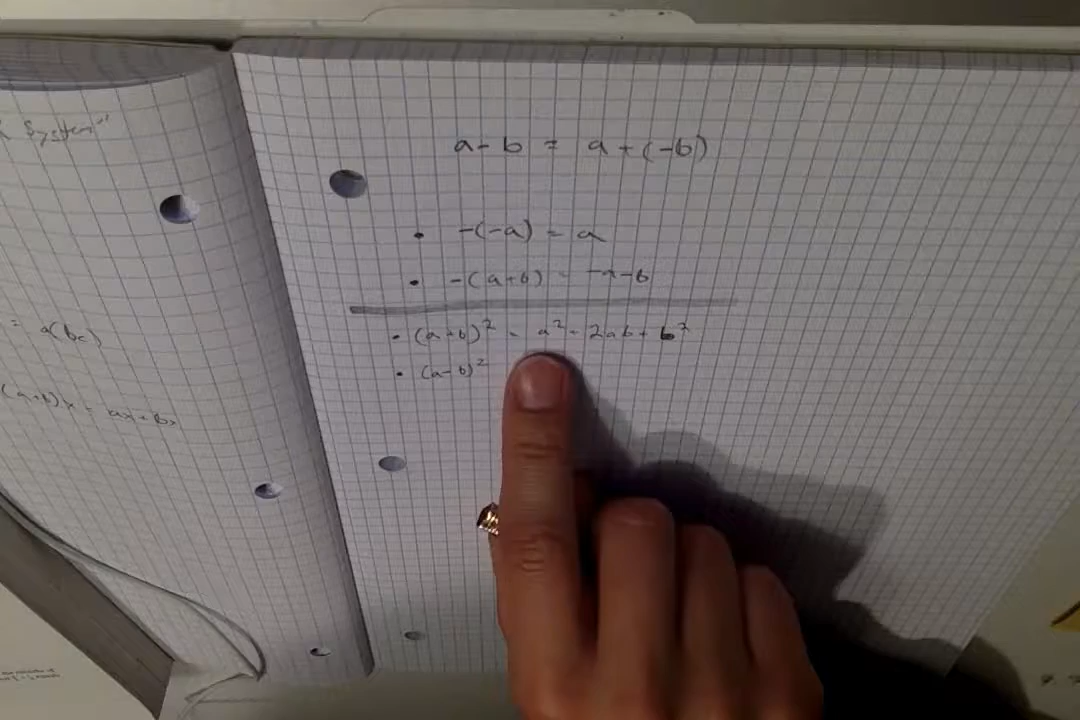 System"
= a(bc)
(a+b)x = ax + bx
a - b = a + (-b)
• -(-a) = a
• -(a+b) = -a-b
• (a+b)² = a² + 2ab + b²
• (a-b)²